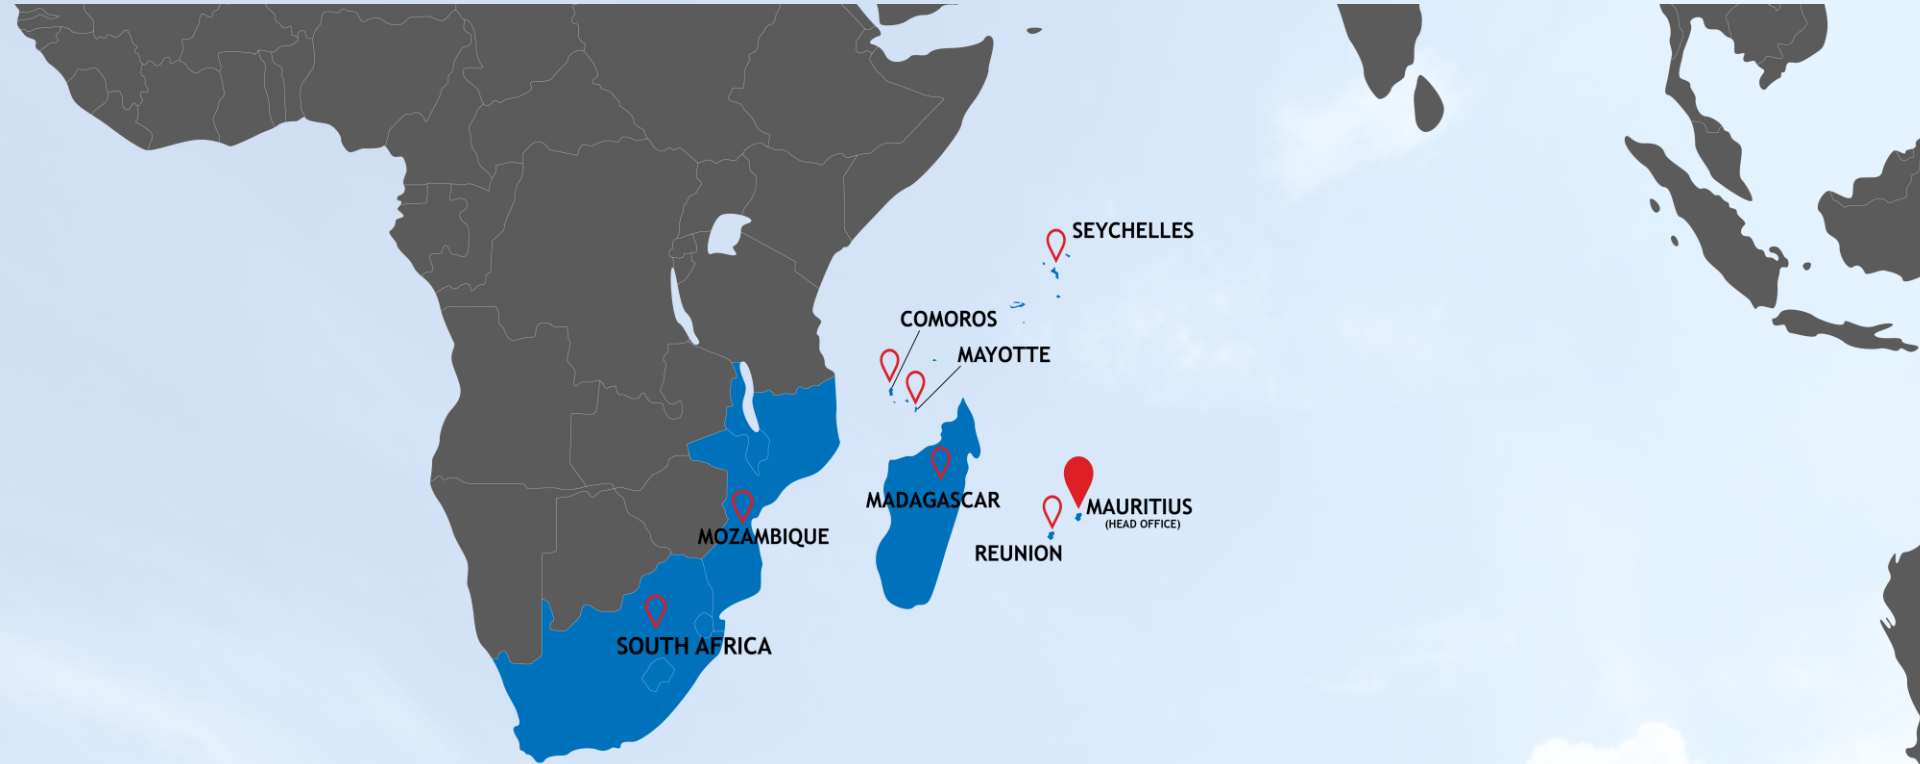 SEYCHELLES
COMOROS
MAYOTTE
MADAGASCAR
MAURITIUS
(HEAD OFFICE)
MOZAMBIQUE
REUNION
SOUTH AFRICA